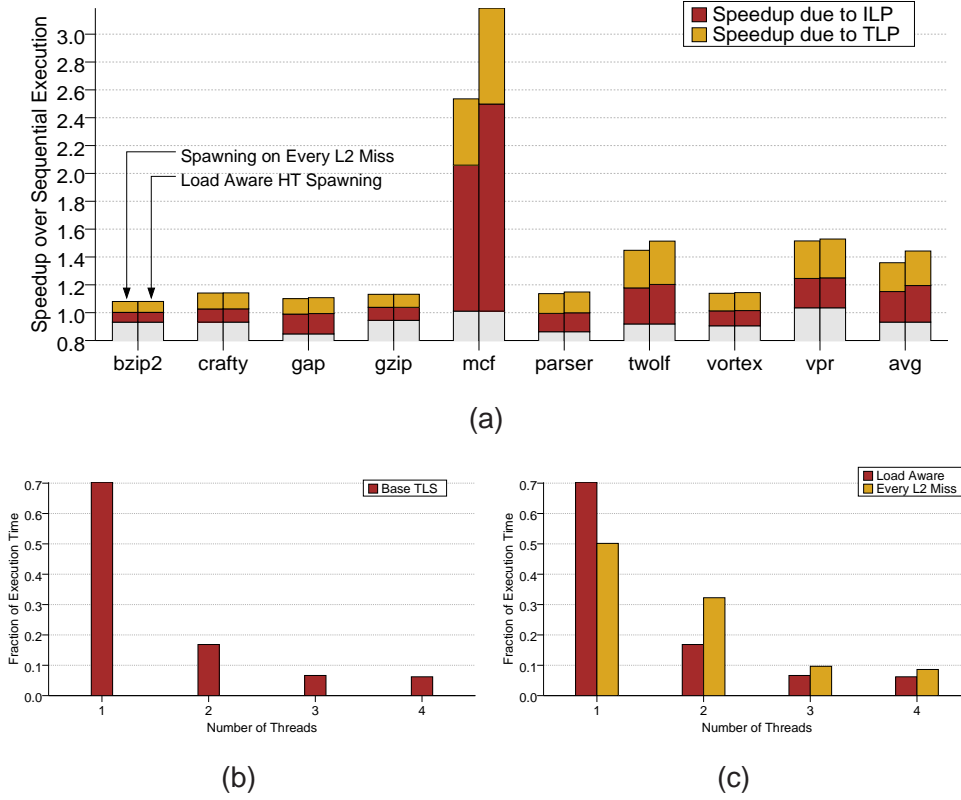 Speedup due to ILP
Speedup due to TLP
Speedup over Sequential Execution
3.0
2.8
2.6
2.4
2.2
2.0
1.8
1.6
1.4
1.2
1.0
0.8
Spawning on Every L2 Miss
Load Aware HT Spawning
bzip2 crafty gap gzip mcf parser twolf vortex vpr avg
(a)
Base TLS
Fraction of Execution Time
0.7
0.6
0.5
0.4
0.3
0.2
0.1
0.0
1 2 3 4
Number of Threads
(b)
Load Aware
Every L2 Miss
Fraction of Execution Time
0.7
0.6
0.5
0.4
0.3
0.2
0.1
0.0
1 2 3 4
Number of Threads
(c)